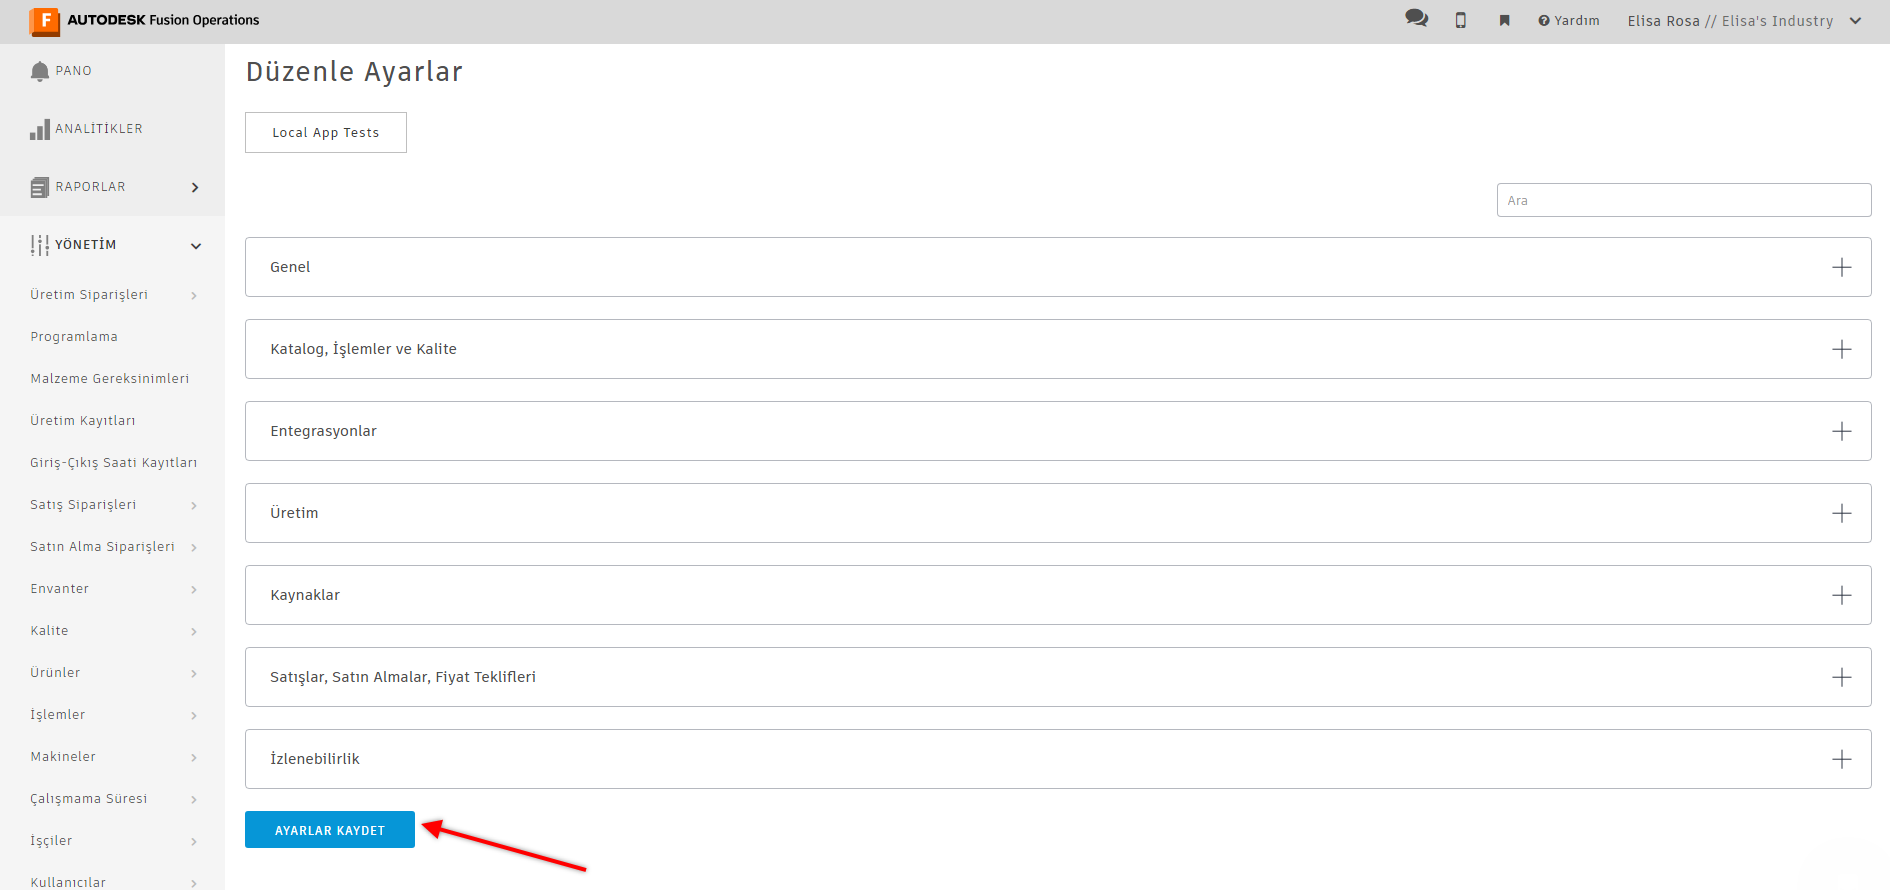 F AUTODESK Fusion Operations
Yardım
Elisa Rosa // Elisa's Industry
PANO
ANALİTİKLER
RAPORLAR
YÖNETİM
Üretim Siparişleri
Programlama
Malzeme Gereksinimleri
Üretim Kayıtları
Giriş-Çıkış Saati Kayıtları
Satış Siparişleri
Satın Alma Siparişleri
Envanter
Kalite
Ürünler
İşlemler
Makineler
Çalışmama Süresi
İşçiler
Kullanıcılar
Düzenle Ayarlar
Local App Tests
Ara
Genel
Katalog, İşlemler ve Kalite
Entegrasyonlar
Üretim
Kaynaklar
Satışlar, Satın Almalar, Fiyat Teklifleri
İzlenebilirlik
AYARLAR KAYDET